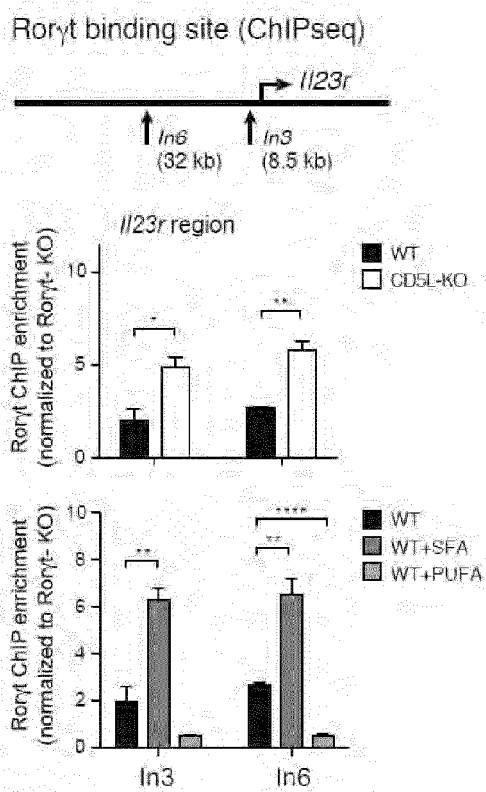 Rorγt binding site (ChIPseq)
Il23r
In6
(32 kb)
In3
(8.5 kb)
Il23r region
Rorγt ChIP enrichment
(normalized to Rorγt- KO)
10
5
0
*
**
WT
CD5L-KO
Rorγt ChIP enrichment
(normalized to Rorγt- KO)
10
8
6
4
2
0
**
****
**
WT
WT+SFA
WT+PUFA
In3
In6